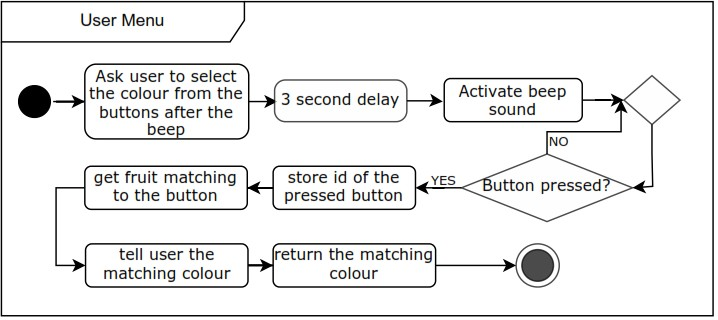 User Menu
Ask user to select
the colour from the
buttons after the
beep
3 second delay
Activate beep
sound
NO
Button pressed?
YES
store id of the
pressed button
get fruit matching
to the button
tell user the
matching colour
return the matching
colour